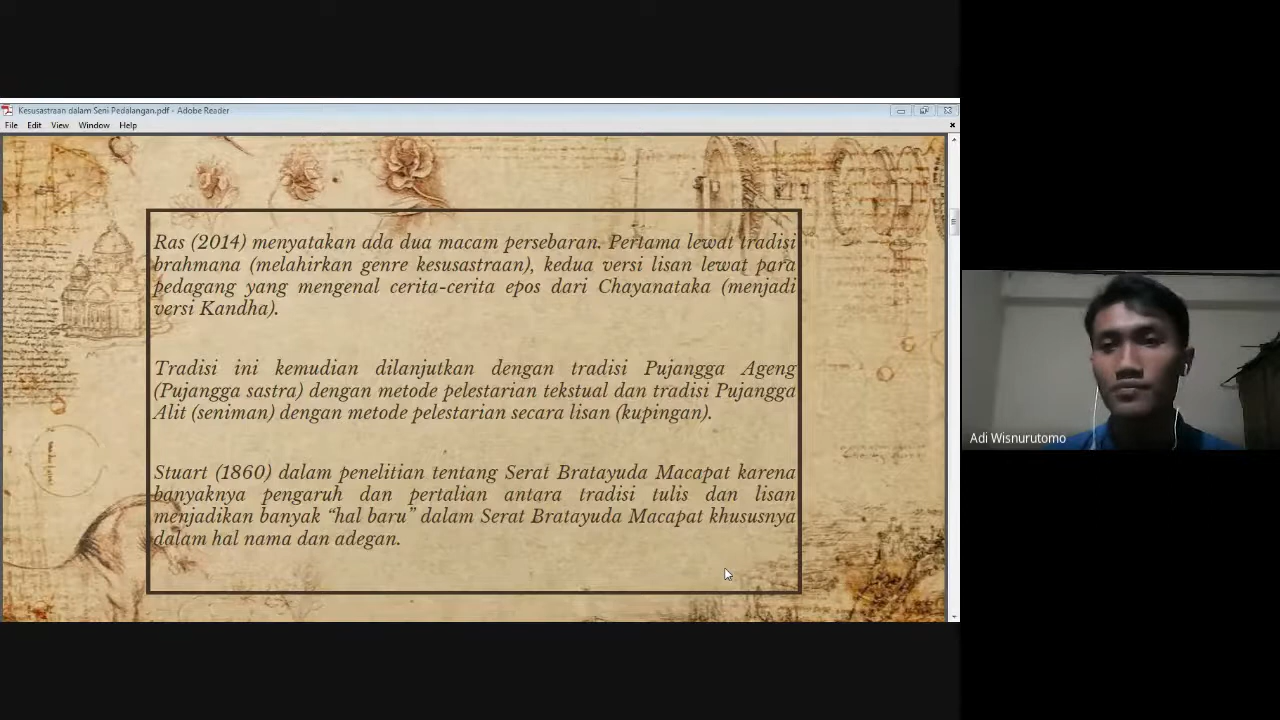 Kesusastraan dalam Seni Pedalangan.pdf - Adobe Reader
File Edit View Window Help
Ras (2014) menyatakan ada dua macam persebaran. Pertama lewat tradisi
brahmana (melahirkan genre kesusastraan), kedua versi lisan lewat para
pedagang yang mengenal cerita-cerita epos dari Chayanataka (menjadi
versi Kandha).
Tradisi ini kemudian dilanjutkan dengan tradisi Pujangga Ageng
(Pujangga sastra) dengan metode pelestarian tekstual dan tradisi Pujangga
Alit (seniman) dengan metode pelestarian secara lisan (kupingan).
Stuart (1860) dalam penelitian tentang Serat Bratayuda Macapat karena
banyaknya pengaruh dan pertalian antara tradisi tulis dan lisan
menjadikan banyak “hal baru” dalam Serat Bratayuda Macapat khususnya
dalam hal nama dan adegan.
Adi Wisnurutomo